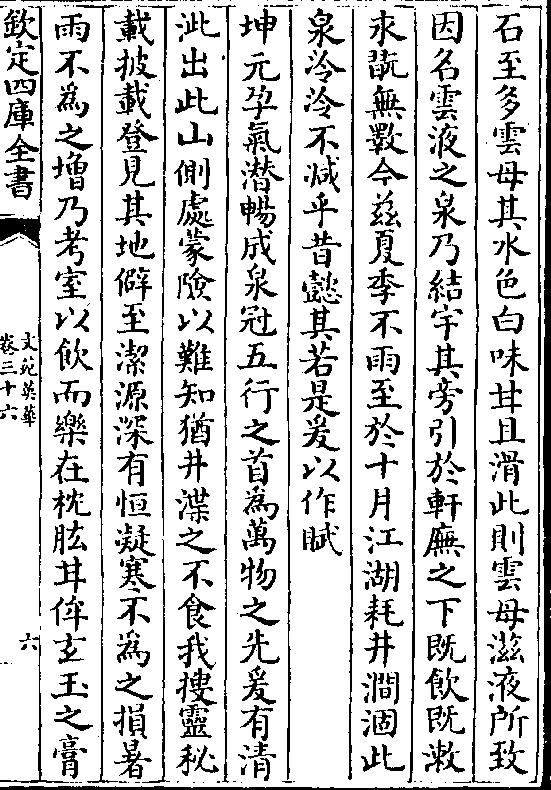 石至多雲母其水色白味甘且滑此則雲母滋液所致
因名雲液之泉乃結宇其旁引於軒廡之下既飲既漱
永翫無斁今兹夏季不雨至於十月江湖耗井澗涸此
泉泠泠不減乎昔懿其若是爰以作賦
坤元孕氣潜暢成泉冠五行之首為萬物之先爰有清
泚出此山側處蒙險以難知猶井渫之不食我搜靈秘
載披載登見其地僻至潔源深有恒凝寒不為之損暑
雨不為之增乃考室以飲而樂在枕肱甘侔玄玉之膏
欽定四庫全書
文苑英華
卷三十六
六